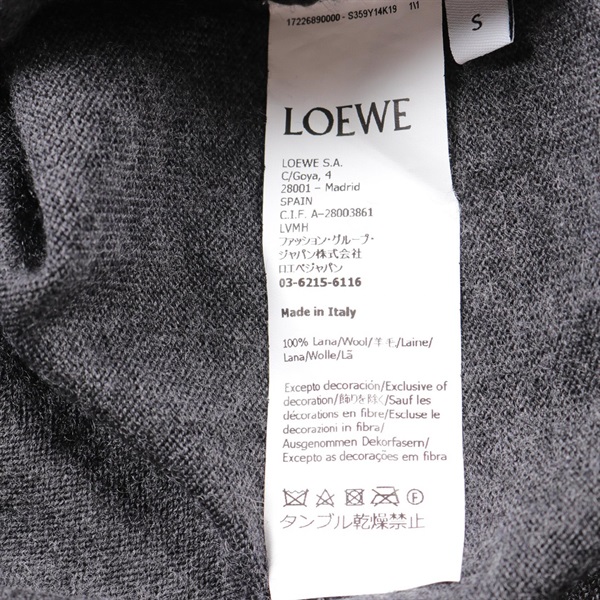 17226890000 - S359Y14K19 1\1
S
LOEWE
LOEWE S.A.
C/Goya, 4
28001 – Madrid
SPAIN
C.I.F. A-28003861
LVMH
ファッション・グループ・
ジャパン株式会社
ロエベジャパン
03-6215-6116
Made in Italy
100% Lana/Wool/羊毛/Laine/
Lana/Wolle/Lã
Excepto decoración/Exclusive of
decoration/飾りを除く/Sauf les
décorations en fibre/Escluse le
decorazioni in fibra/
Ausgenommen Dekorfasern/
Excepto as decorações em fibra
A
F
タンブル乾燥禁止